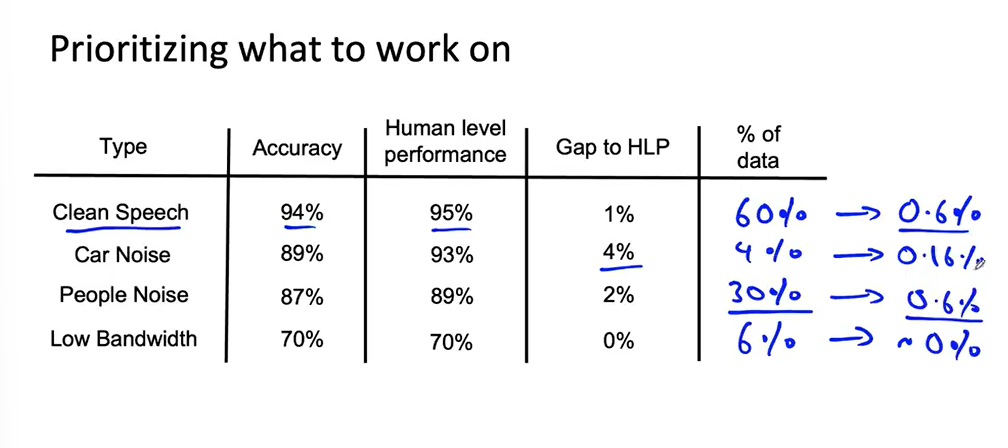 Prioritizing what to work on
Type Accuracy Human level performance Gap to HLP % of data
Clean Speech 94% 95% 1% 60% → 0.6%
Car Noise 89% 93% 4% 4% → 0.16%
People Noise 87% 89% 2% 30% → 0.6%
Low Bandwidth 70% 70% 0% 6% → ~0%